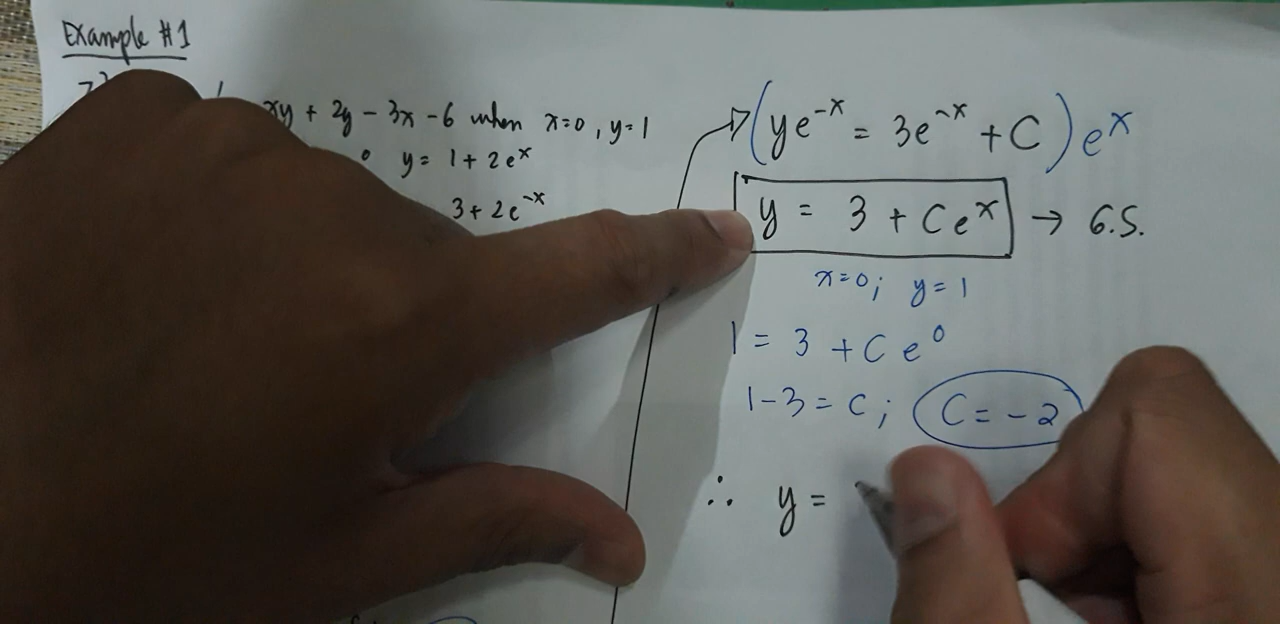 Example #1
xy + 2y - 3x - 6 when x=0, y=1
y = 1 + 2e^x
3 + 2e^-x
(ye^-x = 3e^-x + C) e^x
y = 3 + Ce^x → G.S.
x=0; y=1
1 = 3 + Ce^0
1-3 = C; C = -2
∴ y =